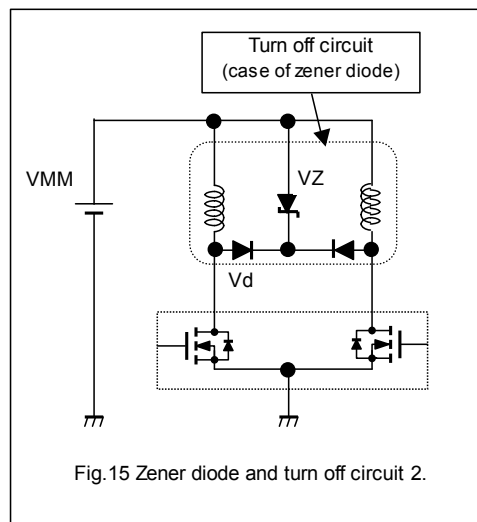 Turn off circuit
(case of zener diode)
VMM
VZ
Vd
Fig.15 Zener diode and turn off circuit 2.